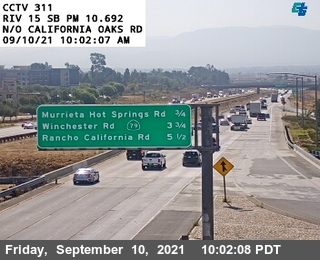 CCTV 311
RIV 15 SB PM 10.692
N/O CALIFORNIA OAKS RD
09/10/21 10:02:07 AM
Murrieta Hot Springs Rd 3/4
Winchester Rd 79 3 3/4
Rancho California Rd 5 1/2
Friday, September 10, 2021 10:02:08 PDT